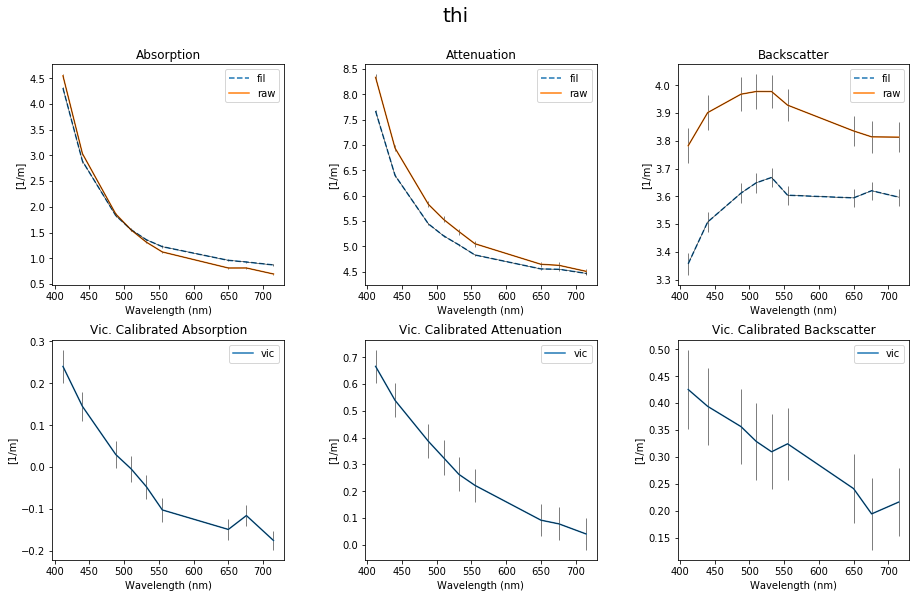 thi
Absorption
Attenuation
Backscatter
fil
raw
fil
raw
fil
raw
4.5
4.0
3.5
3.0
2.5
2.0
1.5
1.0
0.5
[1/m]
400 450 500 550 600 650 700
Wavelength (nm)
8.5
8.0
7.5
7.0
6.5
6.0
5.5
5.0
4.5
[1/m]
400 450 500 550 600 650 700
Wavelength (nm)
4.0
3.9
3.8
3.7
3.6
3.5
3.4
3.3
[1/m]
400 450 500 550 600 650 700
Wavelength (nm)
Vic. Calibrated Absorption
Vic. Calibrated Attenuation
Vic. Calibrated Backscatter
vic
vic
vic
0.3
0.2
0.1
0.0
−0.1
−0.2
[1/m]
400 450 500 550 600 650 700
Wavelength (nm)
0.7
0.6
0.5
0.4
0.3
0.2
0.1
0.0
[1/m]
400 450 500 550 600 650 700
Wavelength (nm)
0.50
0.45
0.40
0.35
0.30
0.25
0.20
0.15
[1/m]
400 450 500 550 600 650 700
Wavelength (nm)